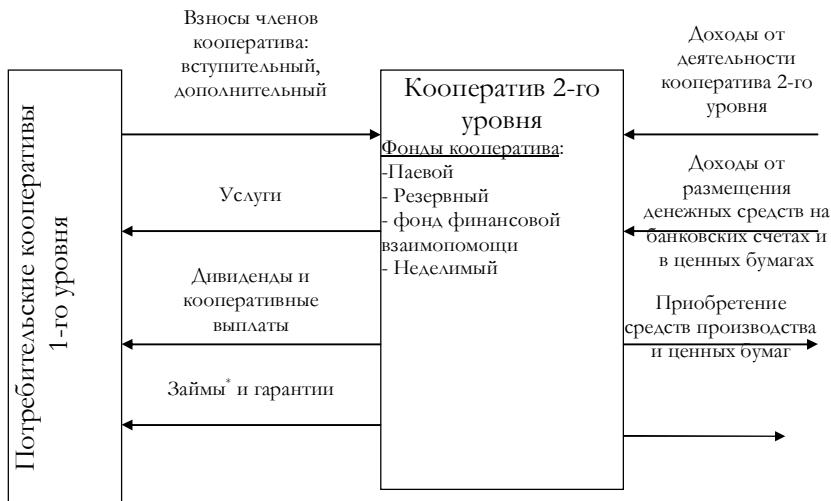 Взносы членов
кооператива:
вступительный,
дополнительный
Потребительские кооперативы
1-го уровня
Услуги
Дивиденды и
кооперативные
выплаты
Займы* и гарантии
Кооператив 2-го
уровня
Фонды кооператива:
-Паевой
- Резервный
- фонд финансовой
взаимопомощи
- Неделимый
Доходы от
деятельности
кооператива 2-го
уровня
Доходы от
размещения
денежных средств на
банковских счетах и
в ценных бумагах
Приобретение
средств производства
и ценных бумаг